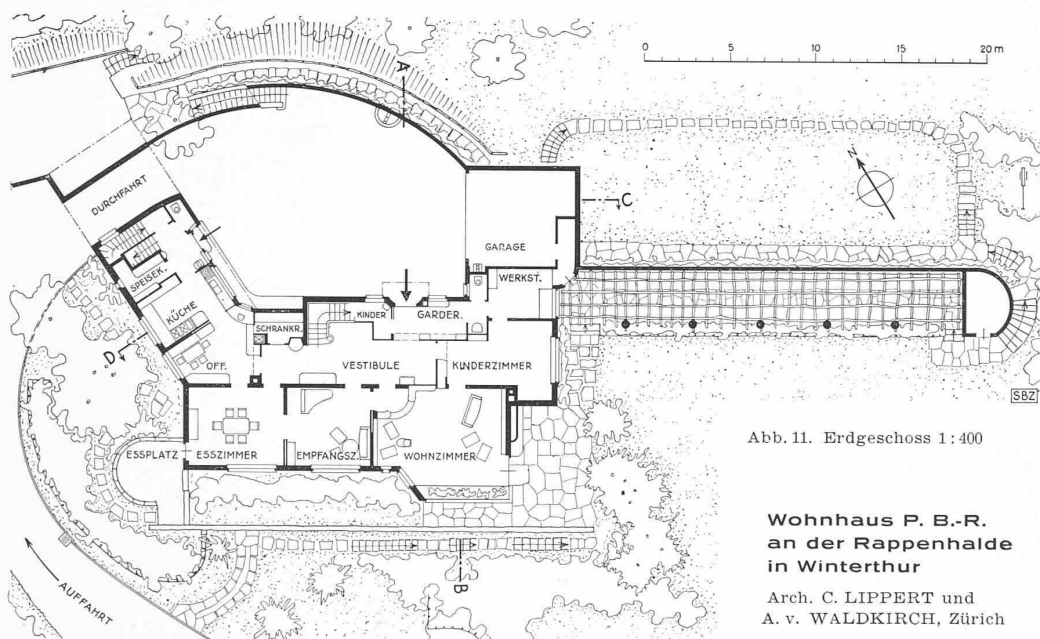 0 5 10 15 20 m
A
N
DURCHFAHRT
C
GARAGE
SPEISEK.
WERKST.
KÜCHE
KINDER
GARDER.
SCHRANKR.
D
OFF.
VESTIBULE
KINDERZIMMER
SBZ
ESSPLATZ
ESSZIMMER
EMPFANGSZ.
WOHNZIMMER
B
AUFFAHRT
Abb. 11. Erdgeschoss 1 : 400
Wohnhaus P. B.-R.
an der Rappenhalde
in Winterthur
Arch. C. LIPPERT und
A. v. WALDKIRCH, Zürich